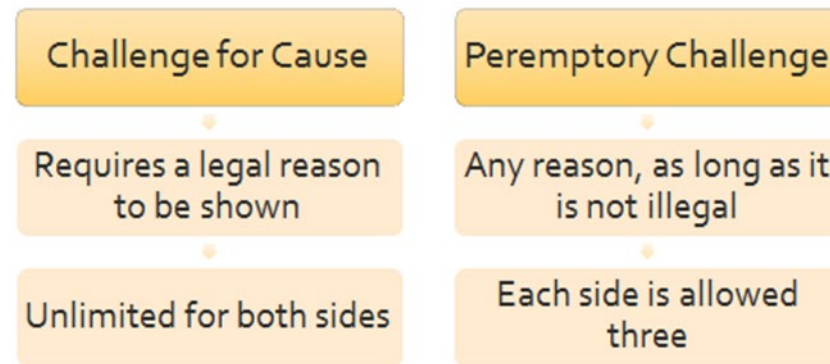 Challenge for Cause
Requires a legal reason
to be shown
Unlimited for both sides
Peremptory Challenge
Any reason, as long as it
is not illegal
Each side is allowed
three